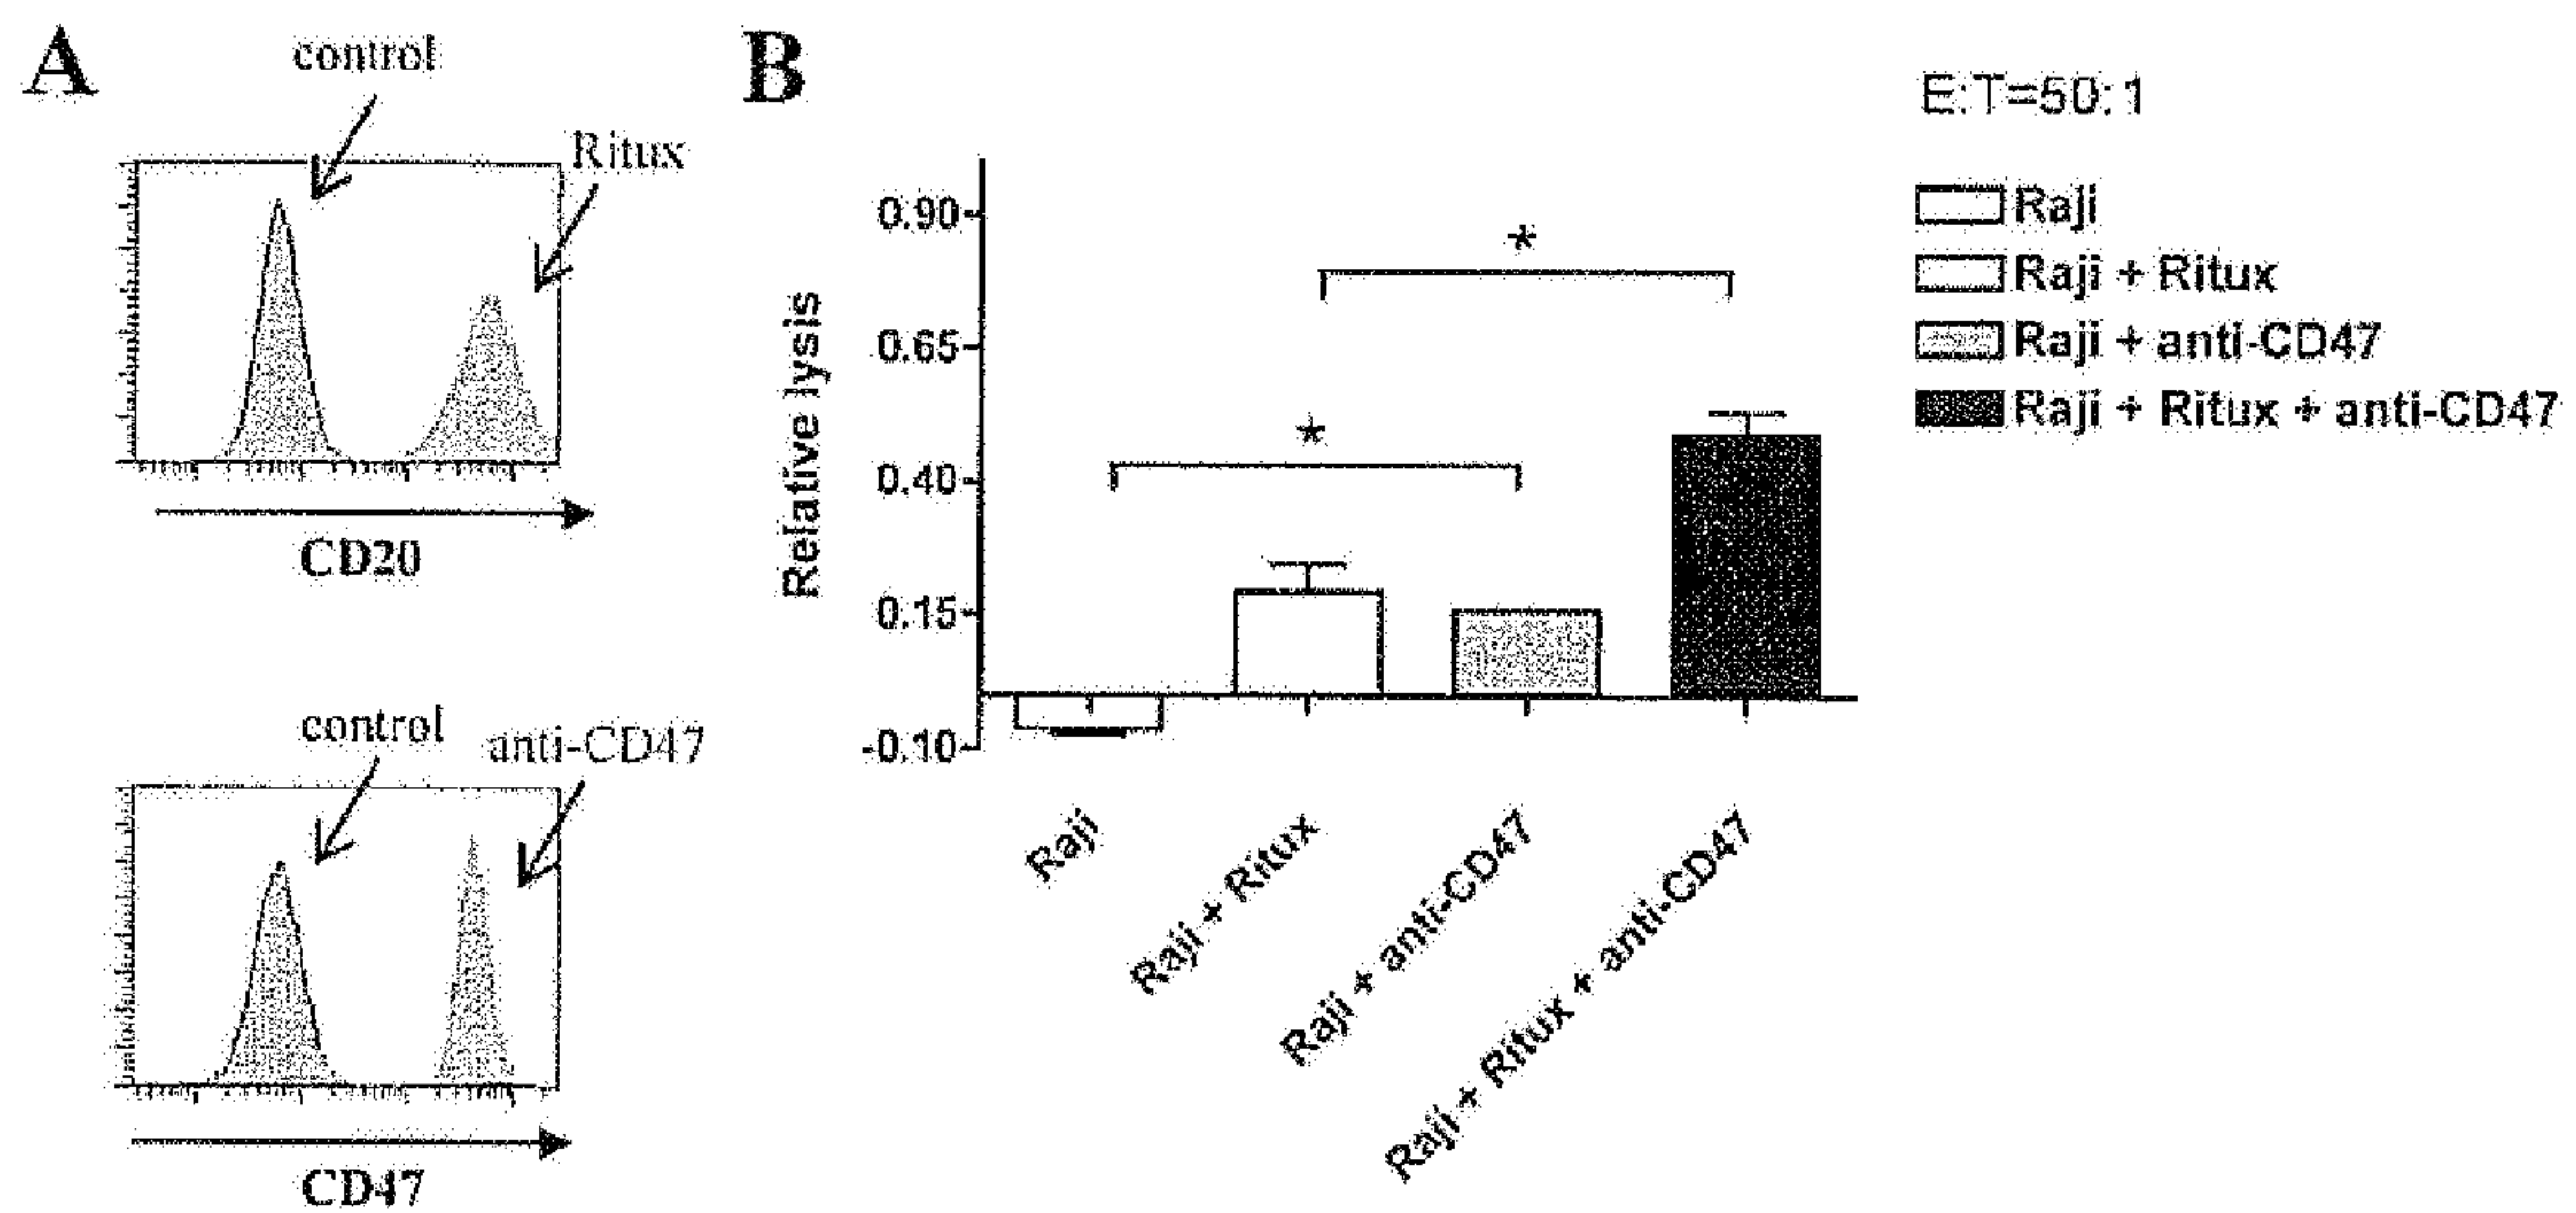 A
control
Ritux
CD20
control
anti-CD47
CD47
B
E:T=50:1
Raji
Raji + Ritux
Raji + anti-CD47
Raji + Ritux + anti-CD47
Relative lysis
0.90
0.65
0.40
0.15
-0.10
*
*
Raji
Raji + Ritux
Raji + anti-CD47
Raji + Ritux + anti-CD47